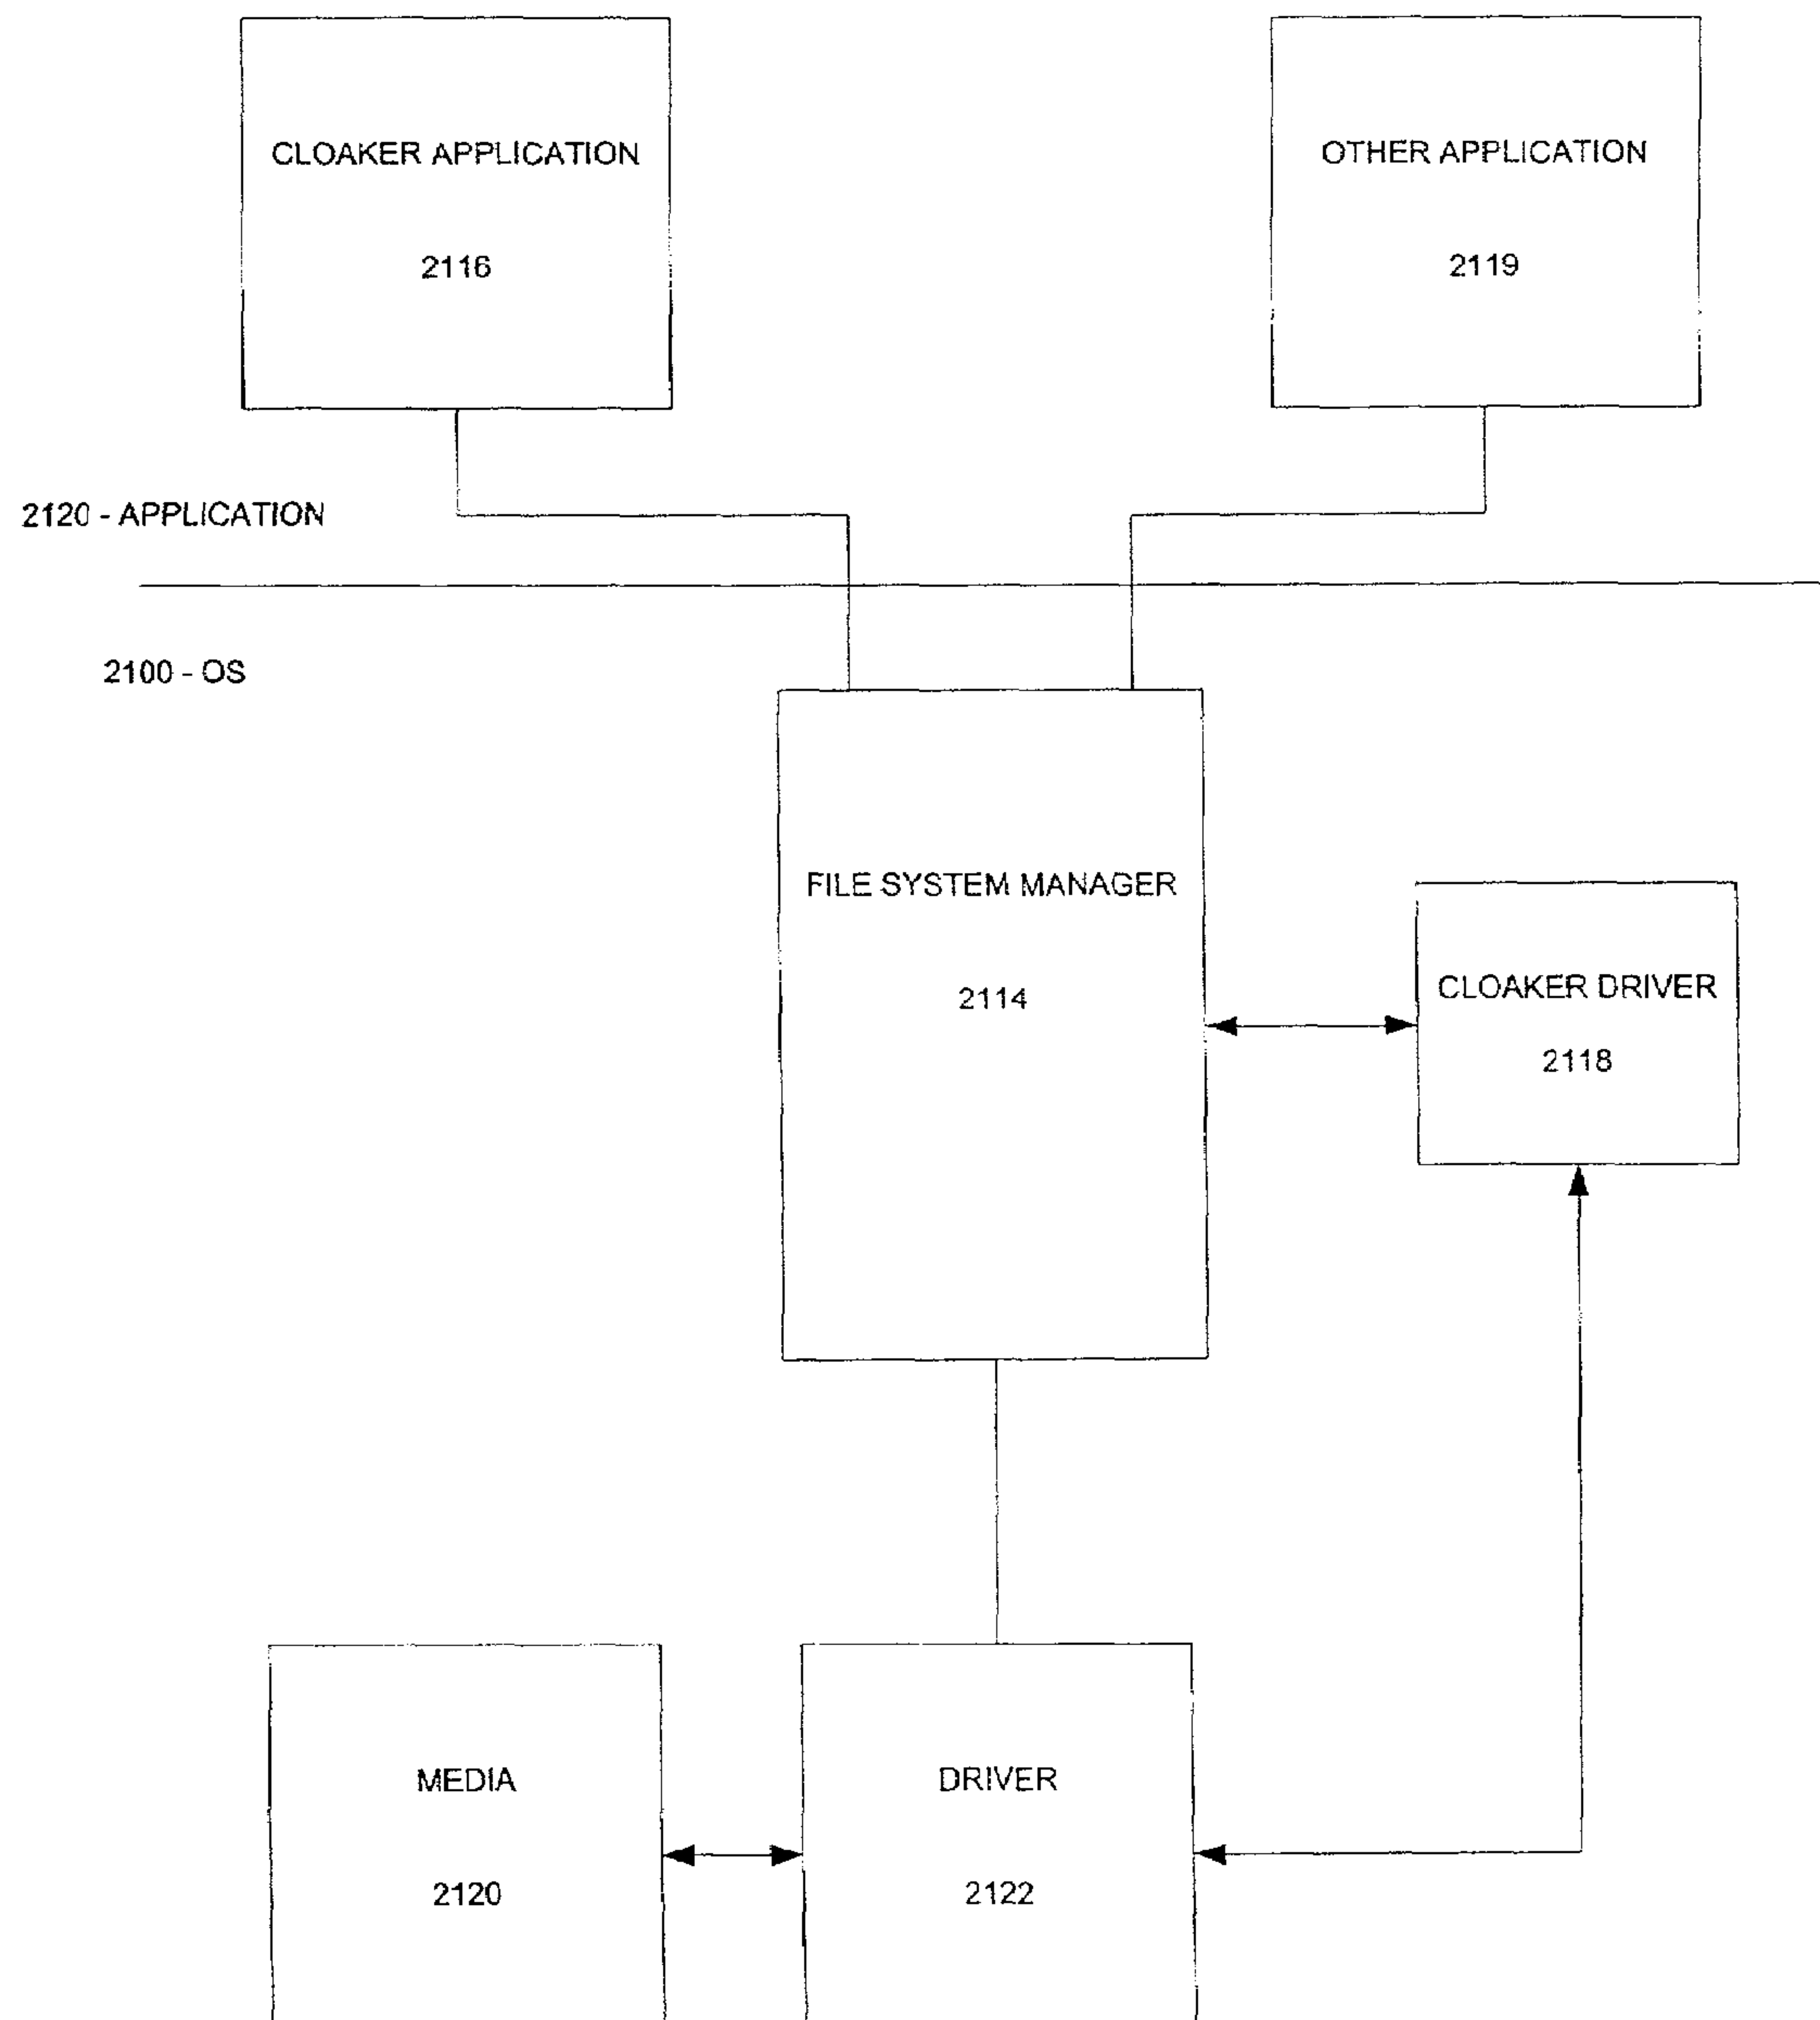 CLOAKER APPLICATION
2116
OTHER APPLICATION
2119
2120 - APPLICATION
2100 - OS
FILE SYSTEM MANAGER
2114
CLOAKER DRIVER
2118
MEDIA
2120
DRIVER
2122